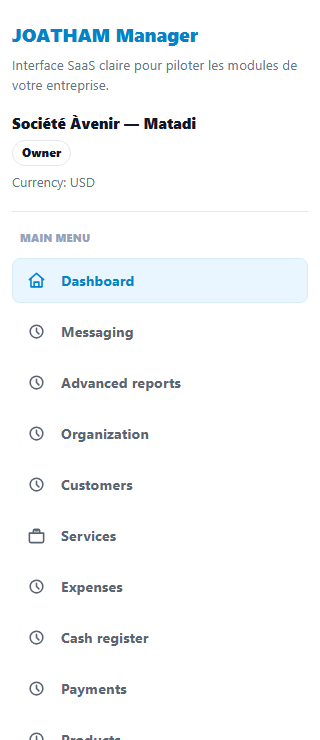 JOATHAM Manager
Interface SaaS claire pour piloter les modules de
votre entreprise.
Société Àvenir — Matadi
Owner
Currency: USD
MAIN MENU
Dashboard
Messaging
Advanced reports
Organization
Customers
Services
Expenses
Cash register
Payments
Products